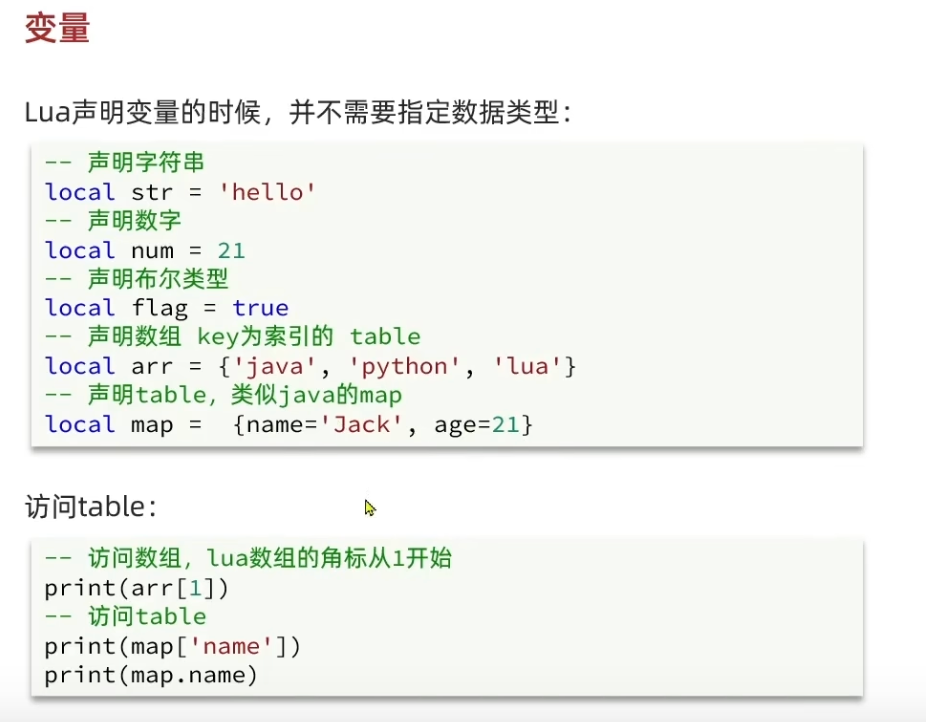 变量
Lua声明变量的时候，并不需要指定数据类型：
-- 声明字符串
local str = 'hello'
-- 声明数字
local num = 21
-- 声明布尔类型
local flag = true
-- 声明数组 key为索引的 table
local arr = {'java', 'python', 'lua'}
-- 声明table，类似java的map
local map =  {name='Jack', age=21}
访问table：
-- 访问数组，lua数组的角标从1开始
print(arr[1])
-- 访问table
print(map['name'])
print(map.name)